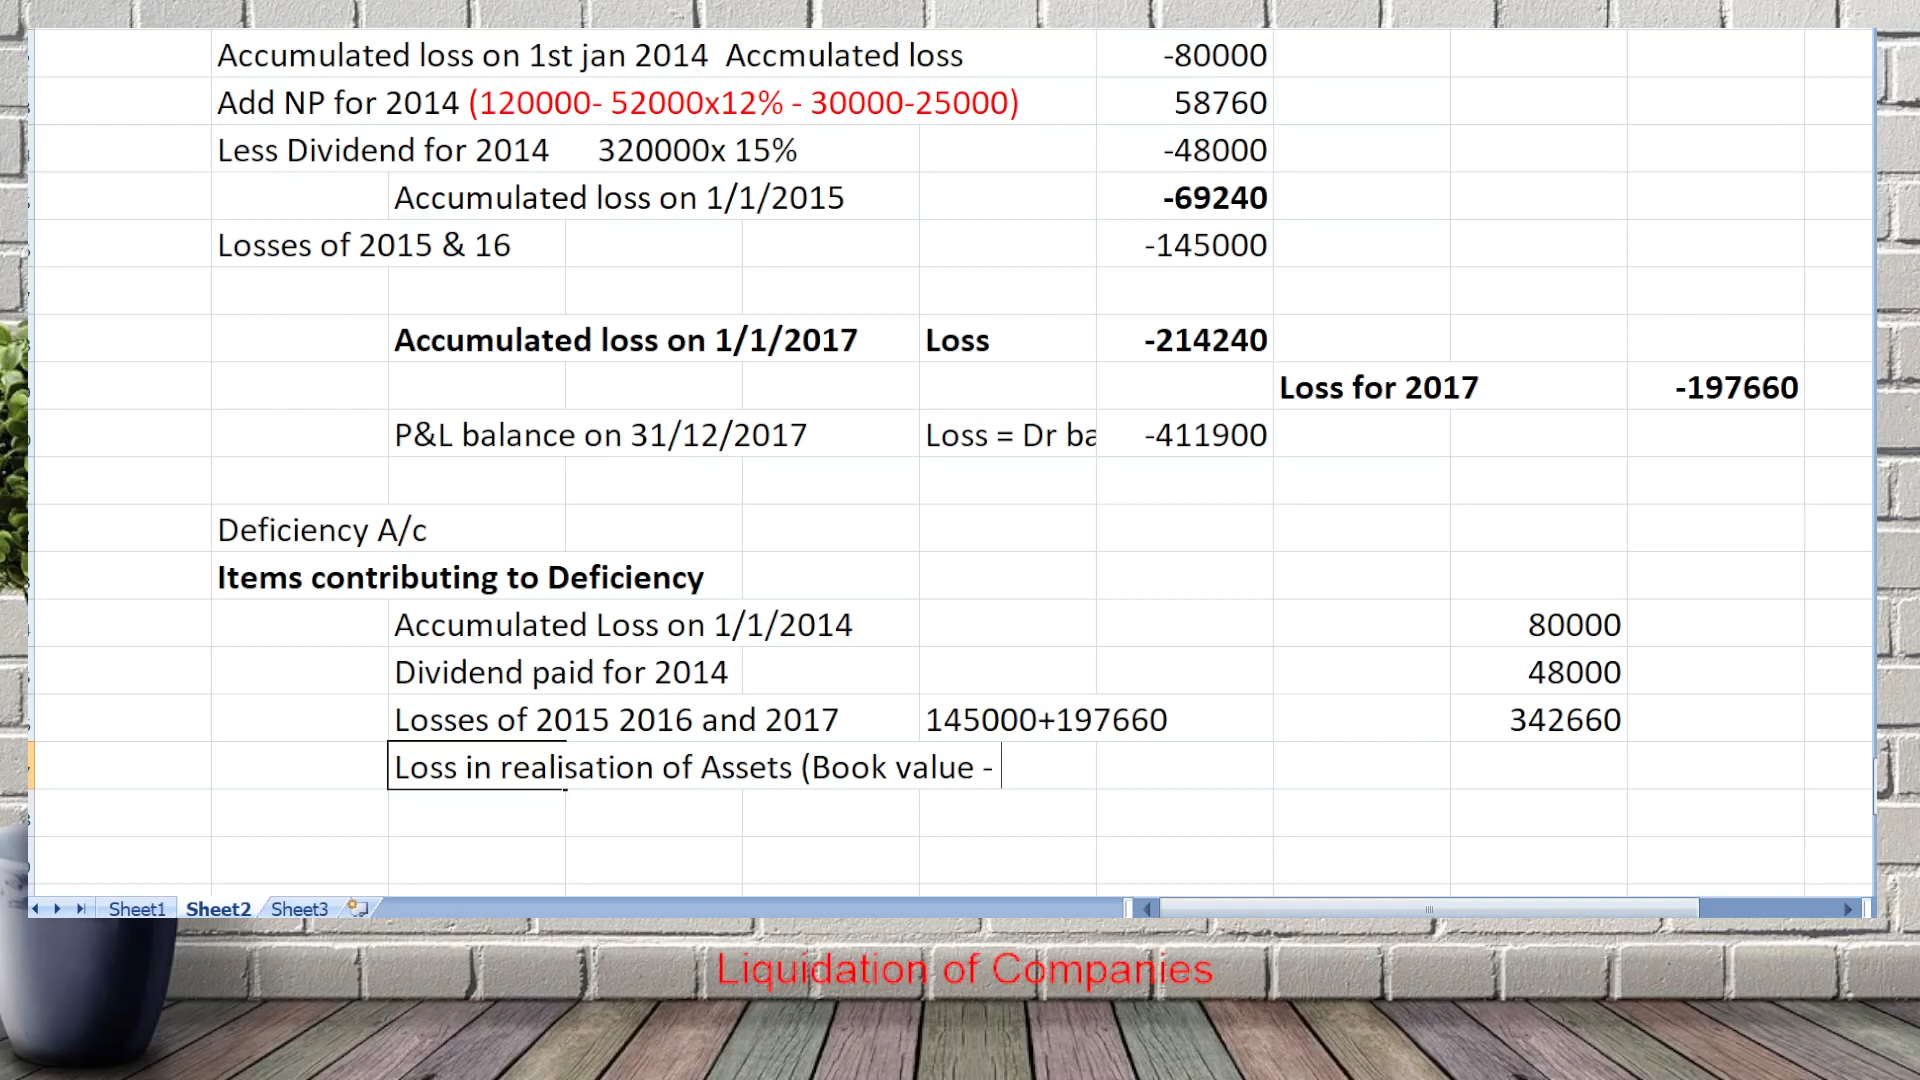 Accumulated loss on 1st jan 2014 Accmulated loss -80000
Add NP for 2014 (120000- 52000x12% - 30000-25000) 58760
Less Dividend for 2014 320000x 15% -48000
Accumulated loss on 1/1/2015 -69240
Losses of 2015 & 16 -145000
Accumulated loss on 1/1/2017 Loss -214240
Loss for 2017 -197660
P&L balance on 31/12/2017 Loss = Dr ba -411900
Deficiency A/c
Items contributing to Deficiency
Accumulated Loss on 1/1/2014 80000
Dividend paid for 2014 48000
Losses of 2015 2016 and 2017 145000+197660 342660
Loss in realisation of Assets (Book value -
Sheet1 Sheet2 Sheet3
Liquidation of Companies